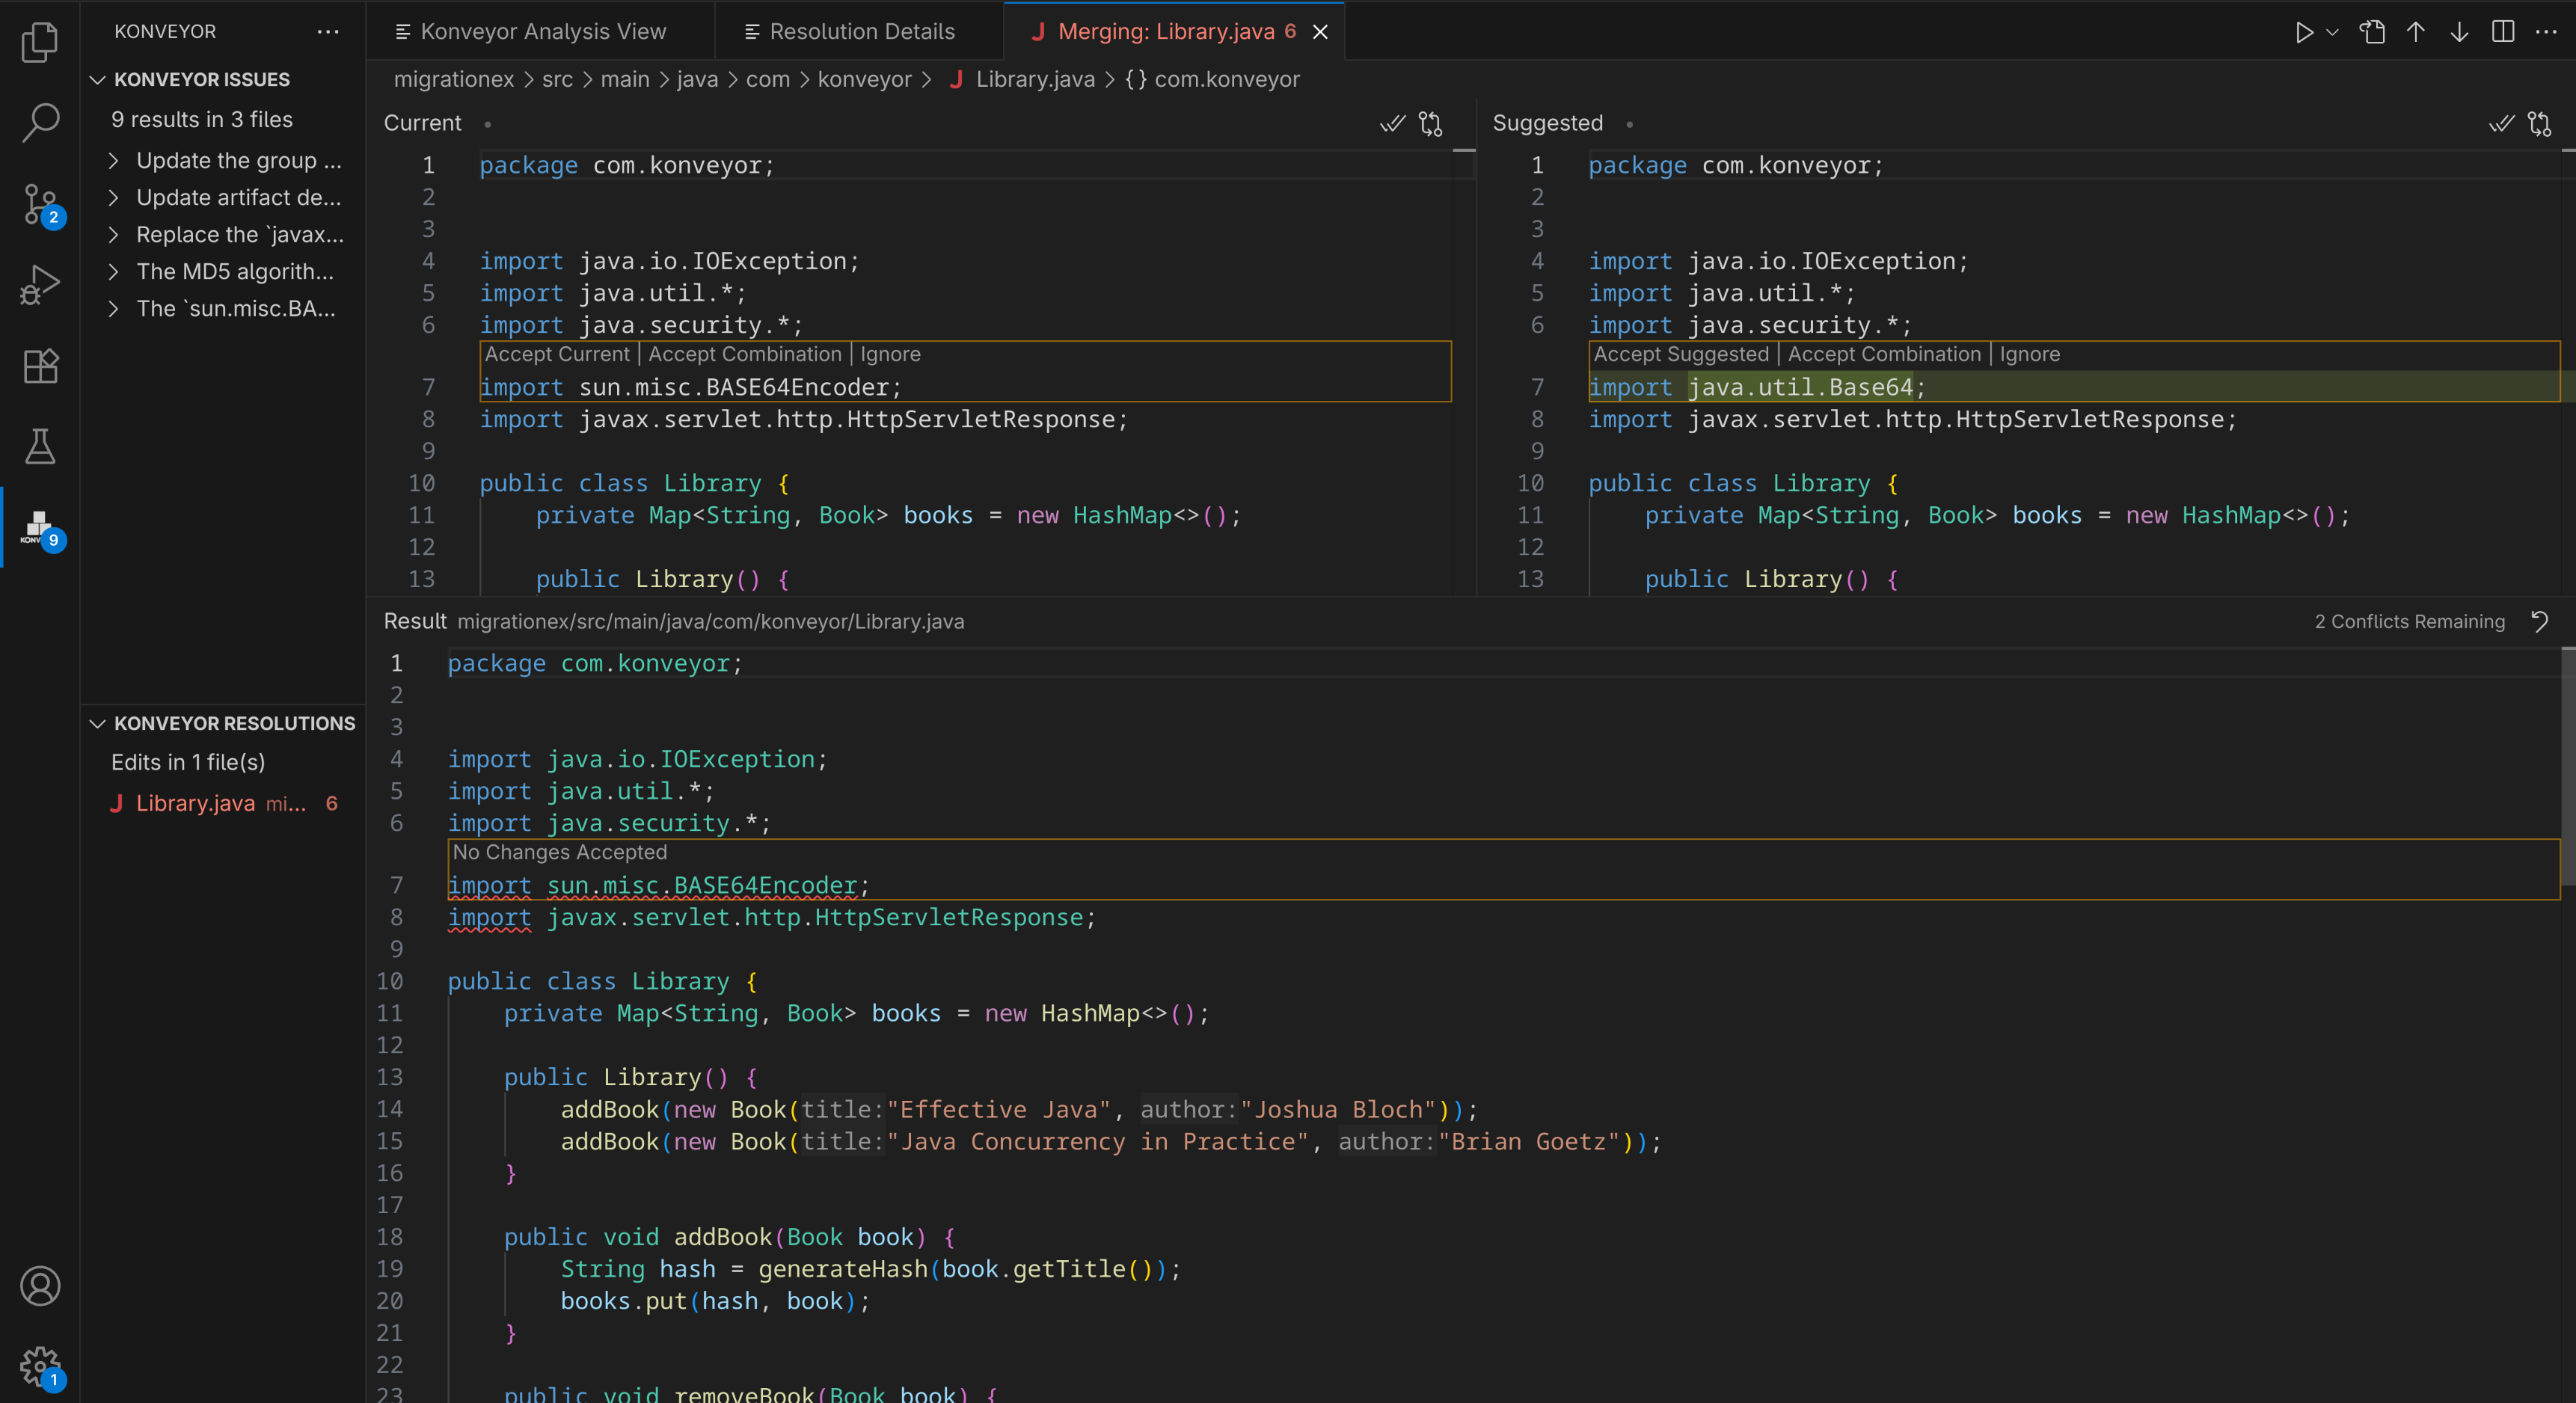 KONVEYOR
Konveyor Analysis View
Resolution Details
Merging: Library.java 6
KONVEYOR ISSUES
9 results in 3 files
Update the group ...
Update artifact de...
Replace the `javax...
The MD5 algorith...
The `sun.misc.BA...
2
KONV
9
1
KONVEYOR RESOLUTIONS
Edits in 1 file(s)
Library.java mi... 6
migrationex > src > main > java > com > konveyor > Library.java > {} com.konveyor
Current
1 package com.konveyor;
2
3
4 import java.io.IOException;
5 import java.util.*;
6 import java.security.*;
Accept Current | Accept Combination | Ignore
7 import sun.misc.BASE64Encoder;
8 import javax.servlet.http.HttpServletResponse;
9
10 public class Library {
11 private Map<String, Book> books = new HashMap<>();
12
13 public Library() {
Suggested
1 package com.konveyor;
2
3
4 import java.io.IOException;
5 import java.util.*;
6 import java.security.*;
Accept Suggested | Accept Combination | Ignore
7 import java.util.Base64;
8 import javax.servlet.http.HttpServletResponse;
9
10 public class Library {
11 private Map<String, Book> books = new HashMap<>();
12
13 public Library() {
Result migrationex/src/main/java/com/konveyor/Library.java
2 Conflicts Remaining
1 package com.konveyor;
2
3
4 import java.io.IOException;
5 import java.util.*;
6 import java.security.*;
No Changes Accepted
7 import sun.misc.BASE64Encoder;
8 import javax.servlet.http.HttpServletResponse;
9
10 public class Library {
11 private Map<String, Book> books = new HashMap<>();
12
13 public Library() {
14 addBook(new Book(title:"Effective Java", author:"Joshua Bloch"));
15 addBook(new Book(title:"Java Concurrency in Practice", author:"Brian Goetz"));
16 }
17
18 public void addBook(Book book) {
19 String hash = generateHash(book.getTitle());
20 books.put(hash, book);
21 }
22
23 public void removeBook(Book book) {